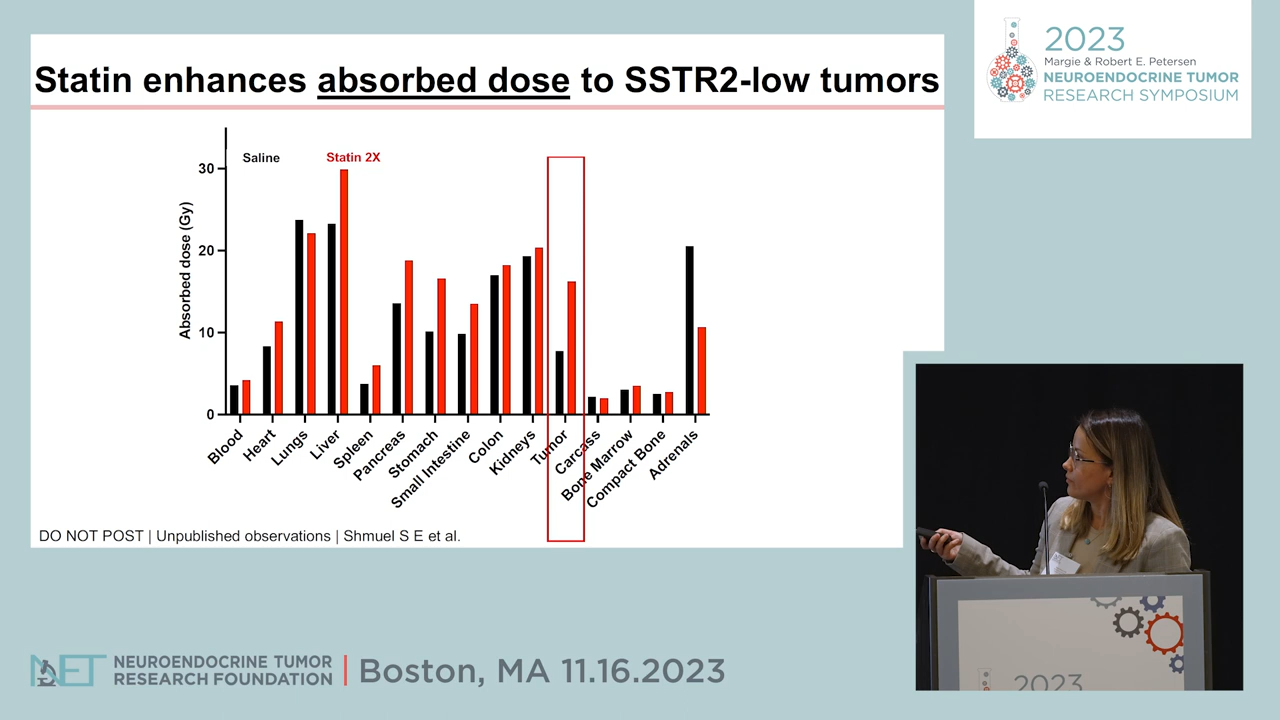 Statin enhances absorbed dose to SSTR2-low tumors
2023
Margie & Robert E. Petersen
NEUROENDOCRINE TUMOR
RESEARCH SYMPOSIUM
Saline
Statin 2X
Absorbed dose (Gy)
30
20
10
0
Blood
Heart
Lungs
Liver
Spleen
Pancreas
Stomach
Small Intestine
Colon
Kidneys
Tumor
Carcass
Bone Marrow
Compact Bone
Adrenals
DO NOT POST | Unpublished observations | Shmuel S E et al.
NET
NEUROENDOCRINE TUMOR
RESEARCH FOUNDATION
Boston, MA 11.16.2023
2023